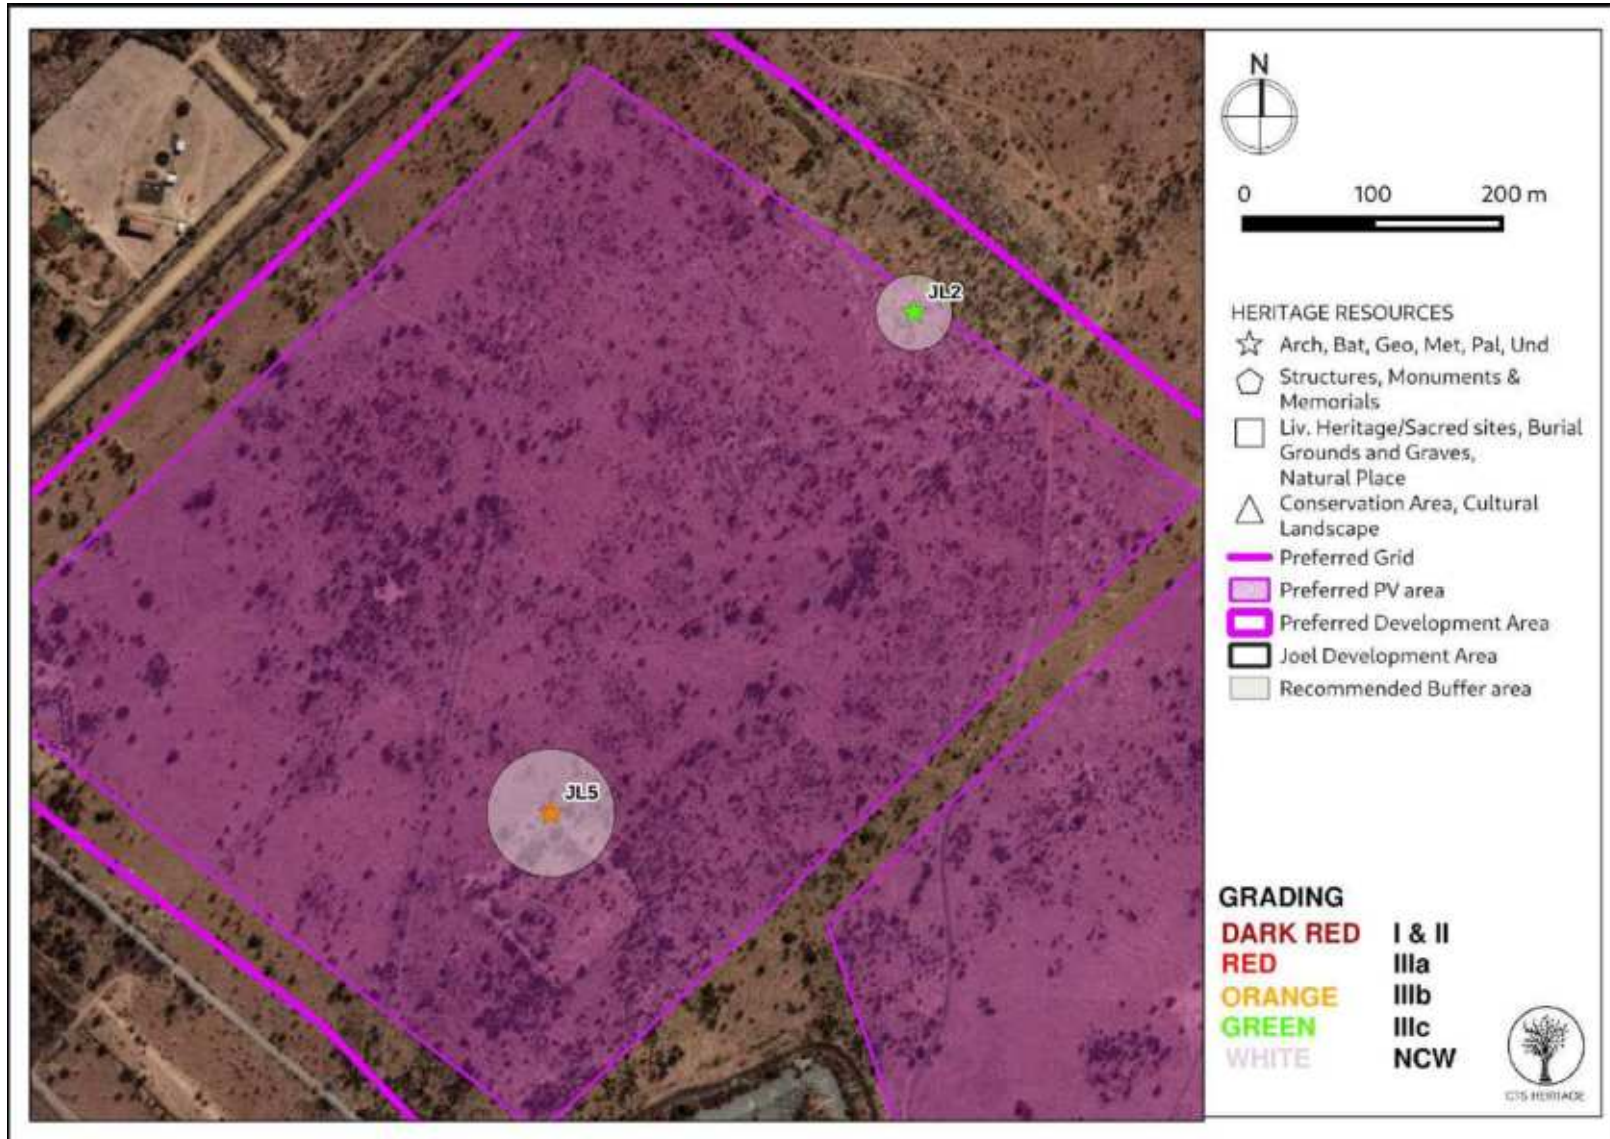 N
0 100 200 m
JL2
JL5
HERITAGE RESOURCES
Arch, Bat, Geo, Met, Pal, Und
Structures, Monuments &
Memorials
Liv. Heritage/Sacred sites, Burial
Grounds and Graves,
Natural Place
Conservation Area, Cultural
Landscape
Preferred Grid
Preferred PV area
Preferred Development Area
Joel Development Area
Recommended Buffer area
GRADING
DARK RED I & II
RED IIIa
ORANGE IIIb
GREEN IIIc
WHITE NCW
CTS HERITAGE